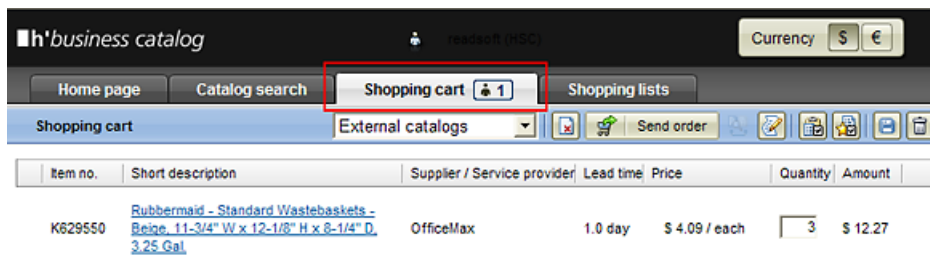 h'business catalog
readsoft (HSC)
Currency $ €
Home page Catalog search Shopping cart 1 Shopping lists
Shopping cart External catalogs Send order
Item no. Short description Supplier / Service provider Lead time Price Quantity Amount
Rubbermaid - Standard Wastebaskets -
K629550 Beige, 11-3/4" W x 12-1/8" H x 8-1/4" D, OfficeMax 1.0 day $ 4.09 / each 3 $ 12.27
3.25 Gal.